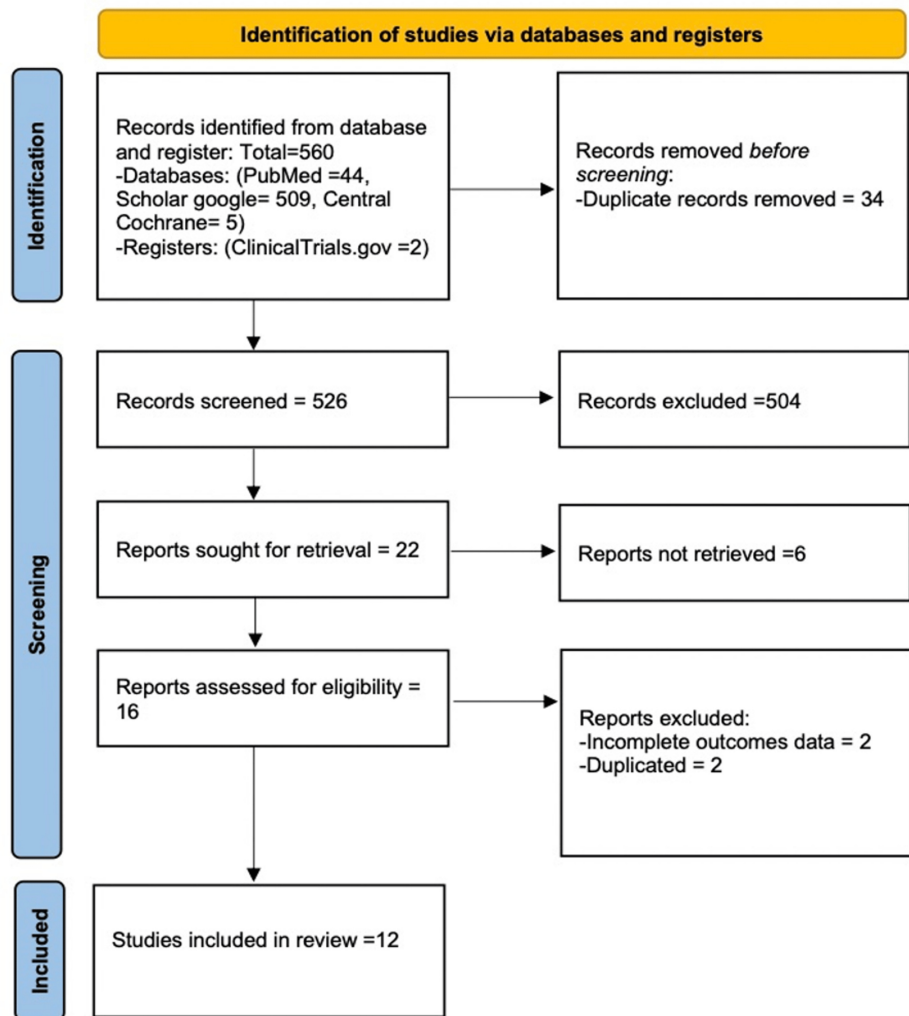 Identification of studies via databases and registers
Identification
Records identified from database
and register: Total=560
-Databases: (PubMed =44,
Scholar google= 509, Central
Cochrane= 5)
-Registers: (ClinicalTrials.gov =2)
Records removed before
screening:
-Duplicate records removed = 34
Screening
Records screened = 526
Records excluded =504
Reports sought for retrieval = 22
Reports not retrieved =6
Reports assessed for eligibility =
16
Reports excluded:
-Incomplete outcomes data = 2
-Duplicated = 2
Included
Studies included in review =12